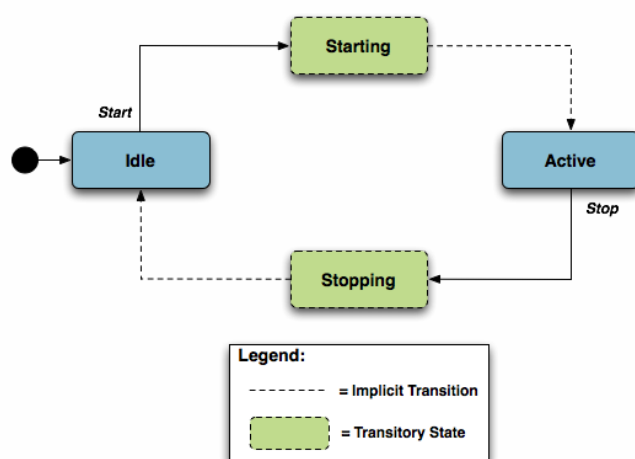 Starting
Start
Idle
Active
Stop
Stopping
Legend:
= Implicit Transition
= Transitory State